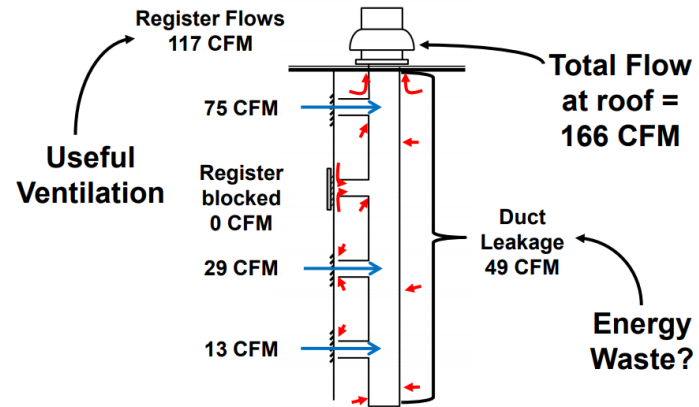 Register Flows
117 CFM
Total Flow
at roof =
166 CFM
75 CFM
Useful
Ventilation
Register
blocked
0 CFM
Duct
Leakage
49 CFM
29 CFM
13 CFM
Energy
Waste?